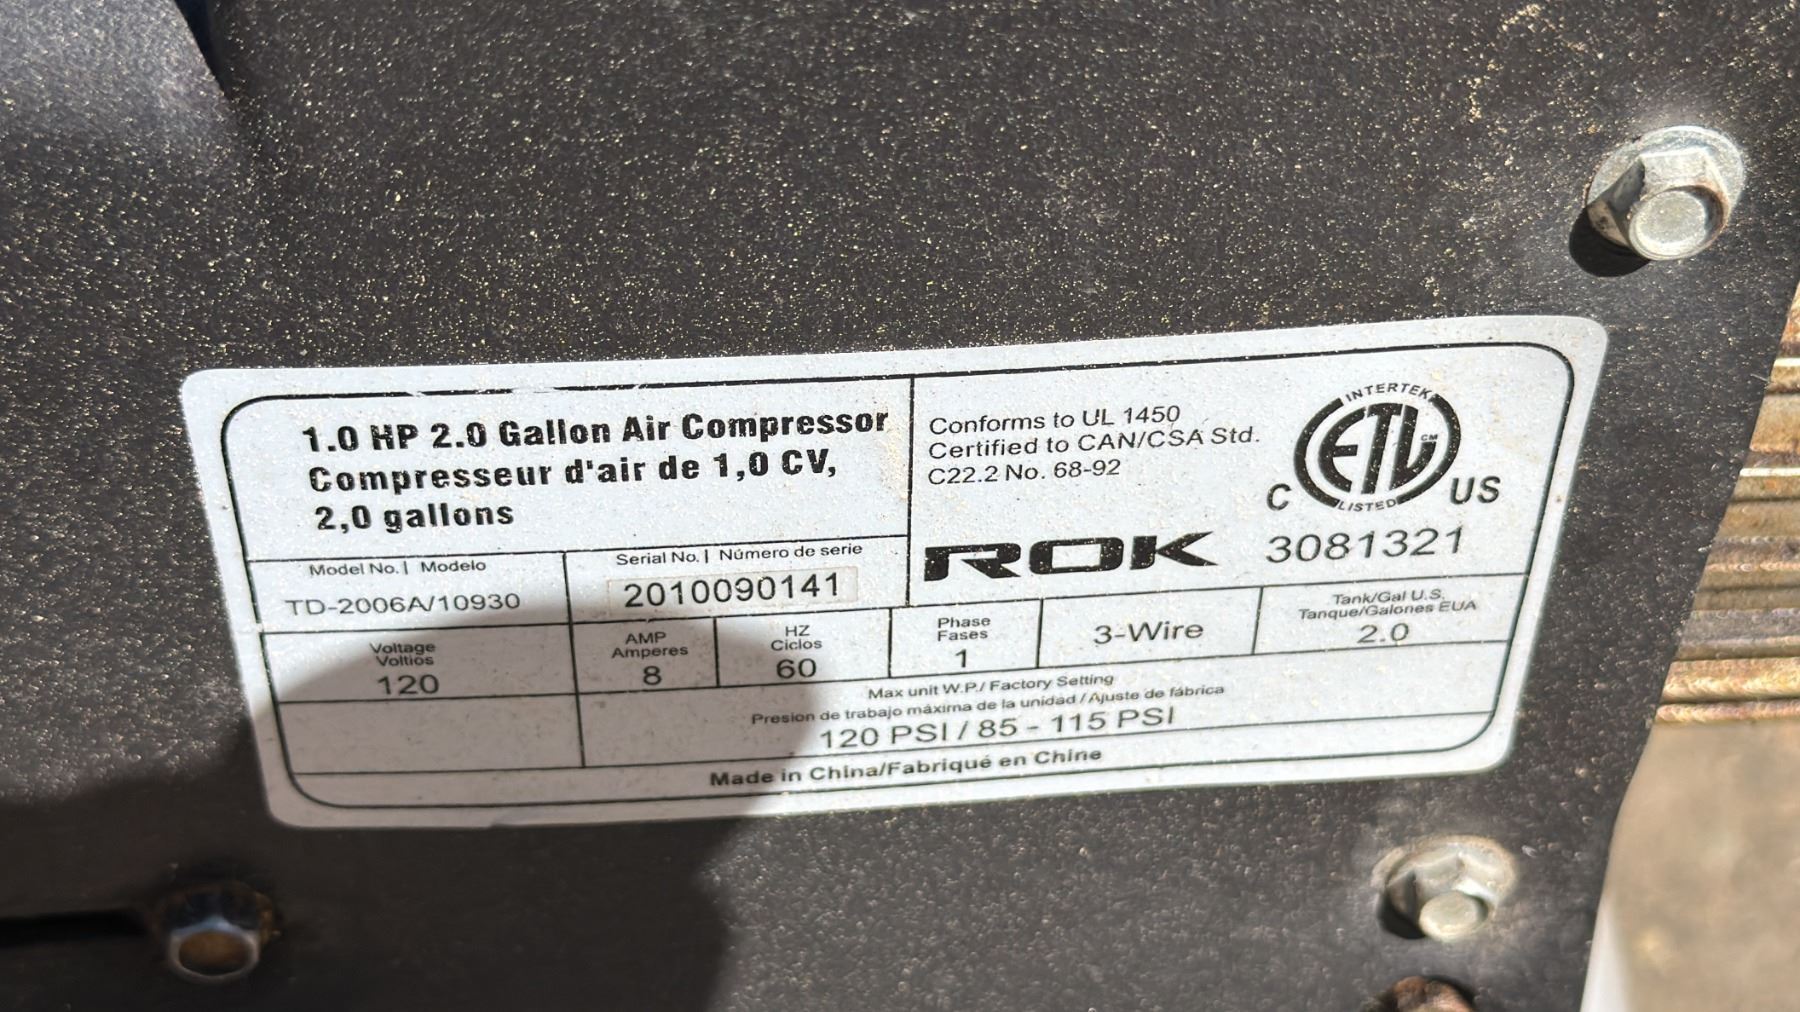 1.0 HP 2.0 Gallon Air Compressor
Compresseur d'air de 1,0 CV,
2,0 gallons
Conforms to UL 1450
Certified to CAN/CSA Std.
C22.2 No. 68-92
INTERTEK
ETL CM
LISTED
C US
ROK 3081321
Model No. | Modelo
TD-2006A/10930
Serial No. | Número de serie
2010090141
Voltage
Voltios
120
AMP
Amperes
8
HZ
Ciclos
60
Phase
Fases
1
3-Wire
Tank/Gal U.S.
Tanque/Galones EUA
2.0
Max unit W.P./ Factory Setting
Presion de trabajo máxima de la unidad / Ajuste de fábrica
120 PSI / 85 - 115 PSI
Made in China/Fabriqué en Chine